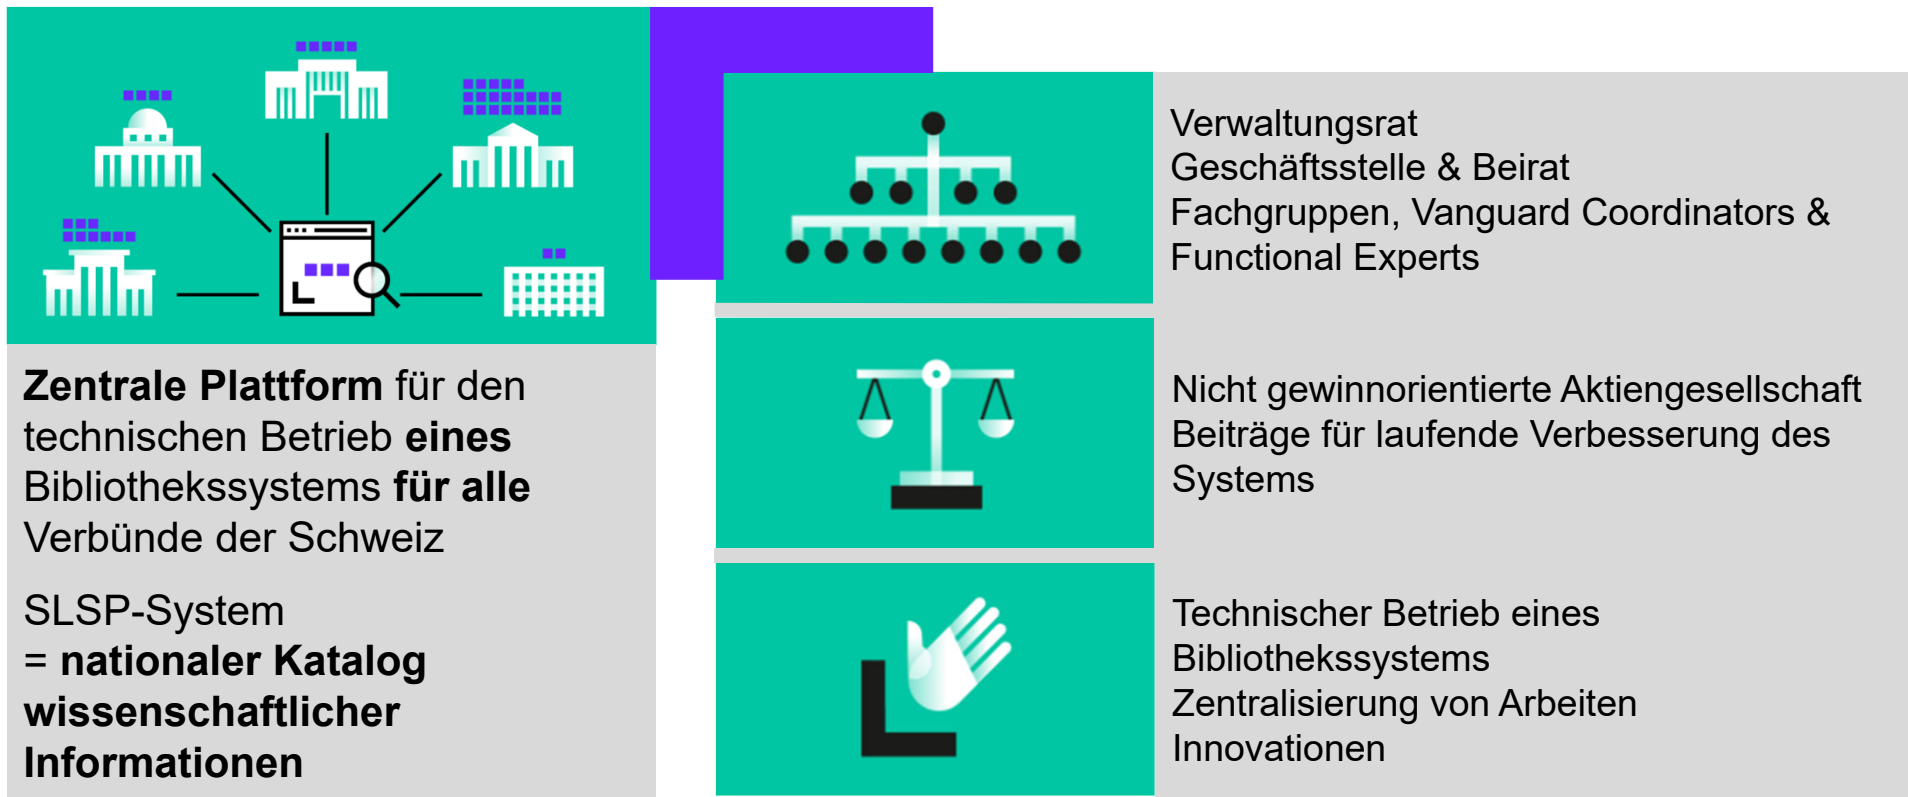 Zentrale Plattform für den
technischen Betrieb eines
Bibliothekssystems für alle
Verbünde der Schweiz
SLSP-System
= nationaler Katalog
wissenschaftlicher
Informationen
Verwaltungsrat
Geschäftsstelle & Beirat
Fachgruppen, Vanguard Coordinators &
Functional Experts
Nicht gewinnorientierte Aktiengesellschaft
Beiträge für laufende Verbesserung des
Systems
Technischer Betrieb eines
Bibliothekssystems
Zentralisierung von Arbeiten
Innovationen